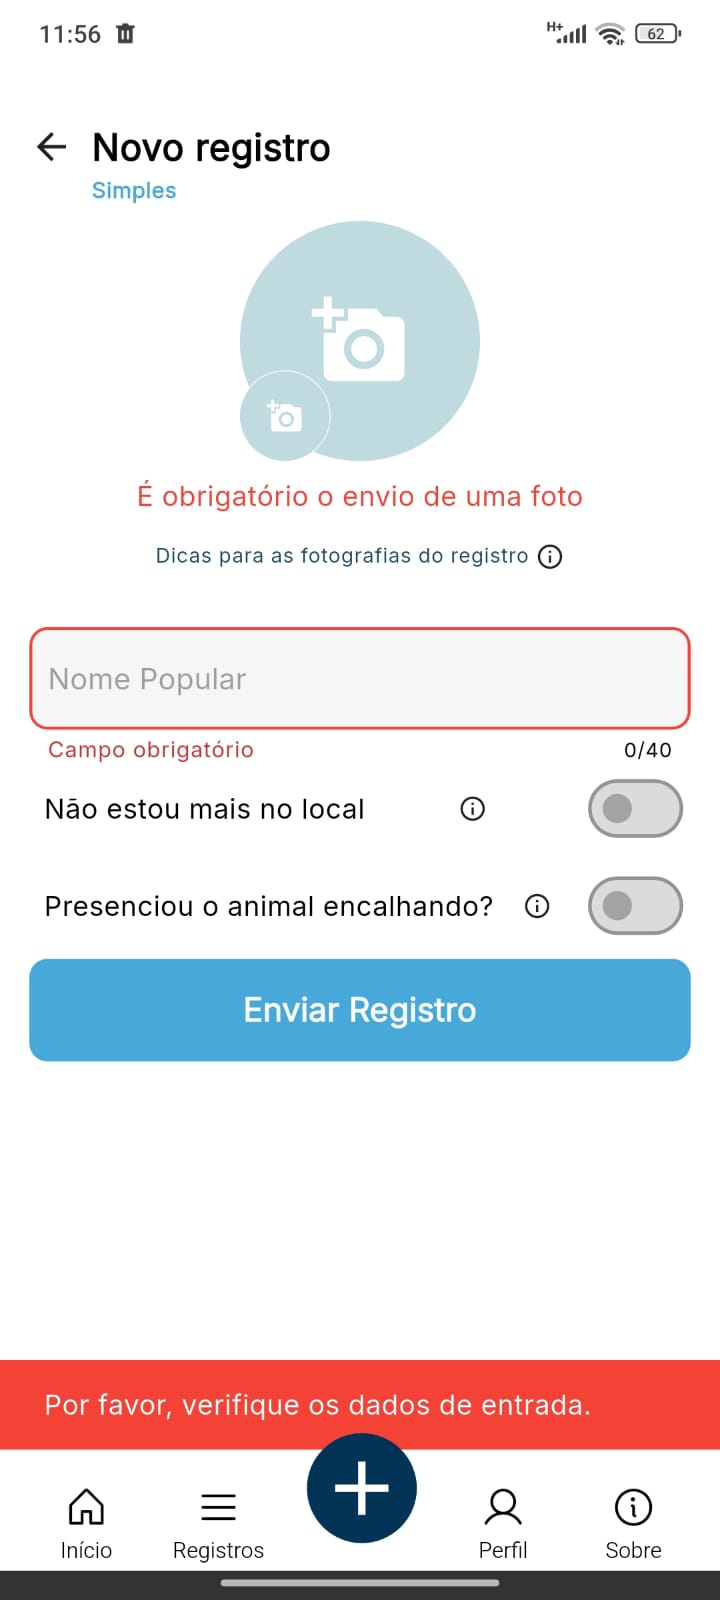 11:56
H+
62
Novo registro
Simples
É obrigatório o envio de uma foto
Dicas para as fotografias do registro
Nome Popular
Campo obrigatório
0/40
Não estou mais no local
Presenciou o animal encalhando?
Enviar Registro
Por favor, verifique os dados de entrada.
Início
Registros
Perfil
Sobre